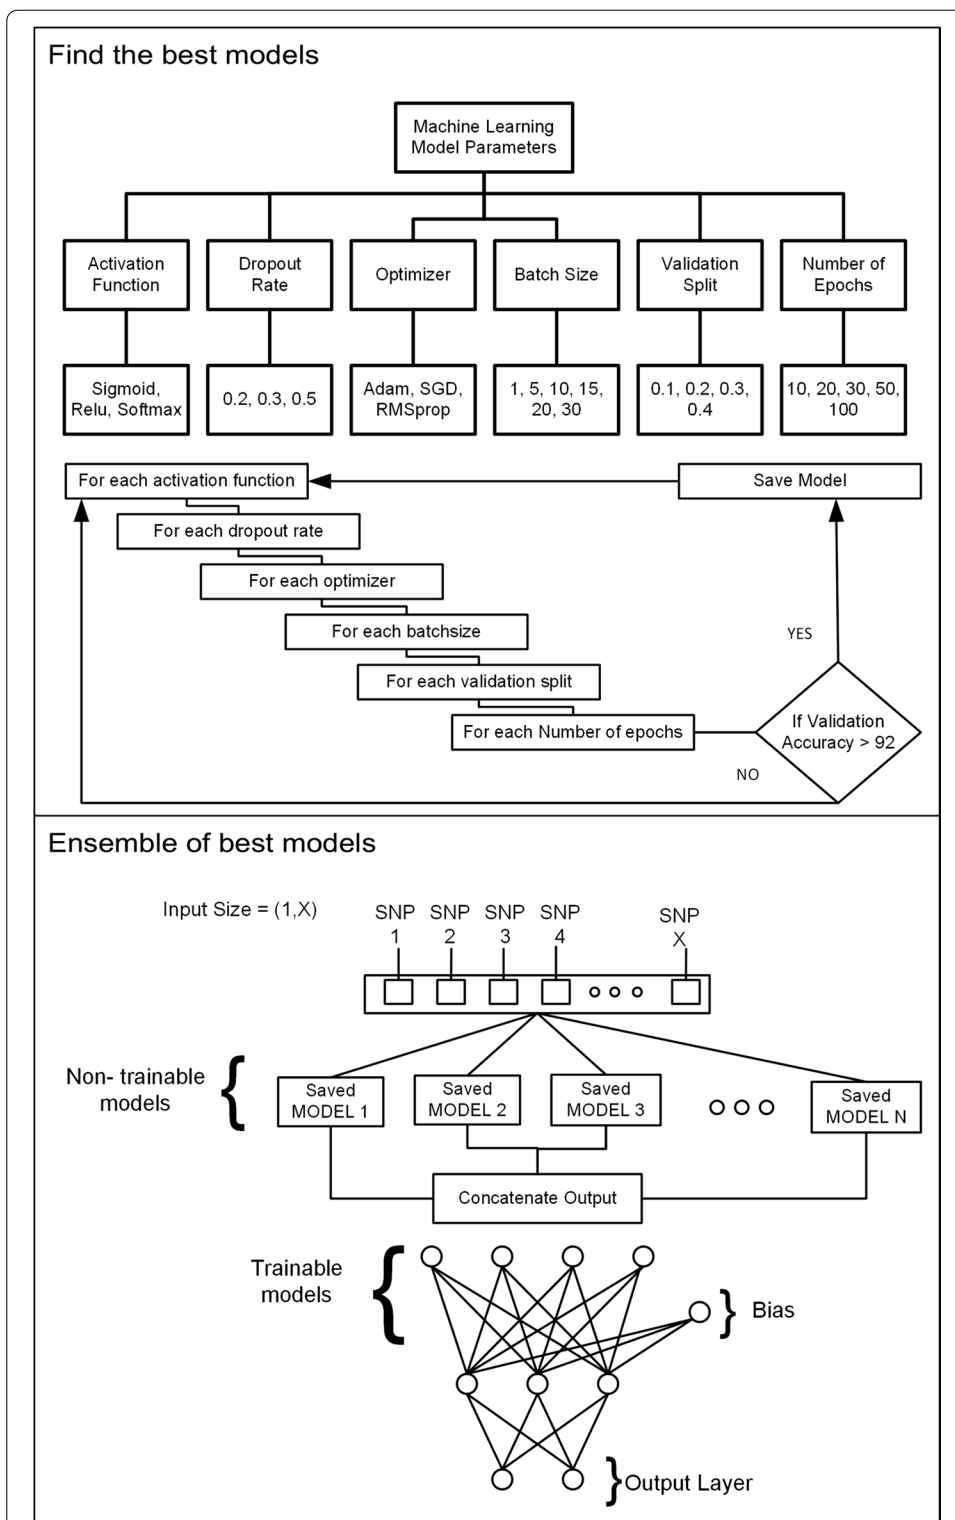 Find the best models
Machine Learning
Model Parameters
Activation
Function
Dropout
Rate
Optimizer
Batch Size
Validation
Split
Number of
Epochs
Sigmoid,
Relu, Softmax
0.2, 0.3, 0.5
Adam, SGD,
RMSprop
1, 5, 10, 15,
20, 30
0.1, 0.2, 0.3,
0.4
10, 20, 30, 50,
100
For each activation function
Save Model
For each dropout rate
For each optimizer
For each batchsize
YES
For each validation split
For each Number of epochs
If Validation
Accuracy > 92
NO
Ensemble of best models
Input Size = (1,X)
SNP
1
SNP
2
SNP
3
SNP
4
SNP
X
Non- trainable
models
Saved
MODEL 1
Saved
MODEL 2
Saved
MODEL 3
Saved
MODEL N
Concatenate Output
Trainable
models
Bias
Output Layer